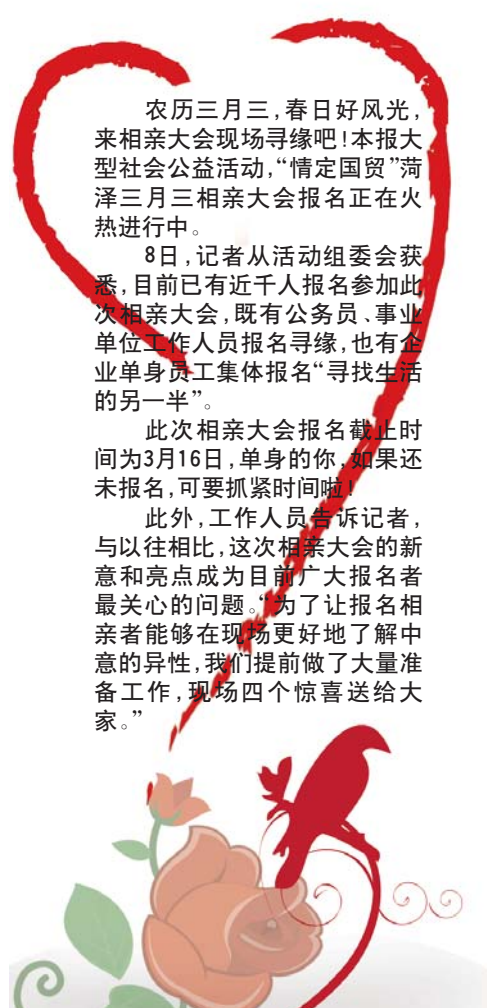 农历三月三，春日好风光，
来相亲大会现场寻缘吧！本报大
型社会公益活动，“情定国贸”菏
泽三月三相亲大会报名正在火
热进行中。
8日，记者从活动组委会获
悉，目前已有近千人报名参加此
次相亲大会，既有公务员、事业
单位工作人员报名寻缘，也有企
业单身员工集体报名“寻找生活
的另一半”。
此次相亲大会报名截止时
间为3月16日，单身的你，如果还
未报名，可要抓紧时间啦！
此外，工作人员告诉记者，
与以往相比，这次相亲大会的新
意和亮点成为目前广大报名者
最关心的问题。“为了让报名相
亲者能够在现场更好地了解中
意的异性，我们提前做了大量准
备工作，现场四个惊喜送给大
家。”